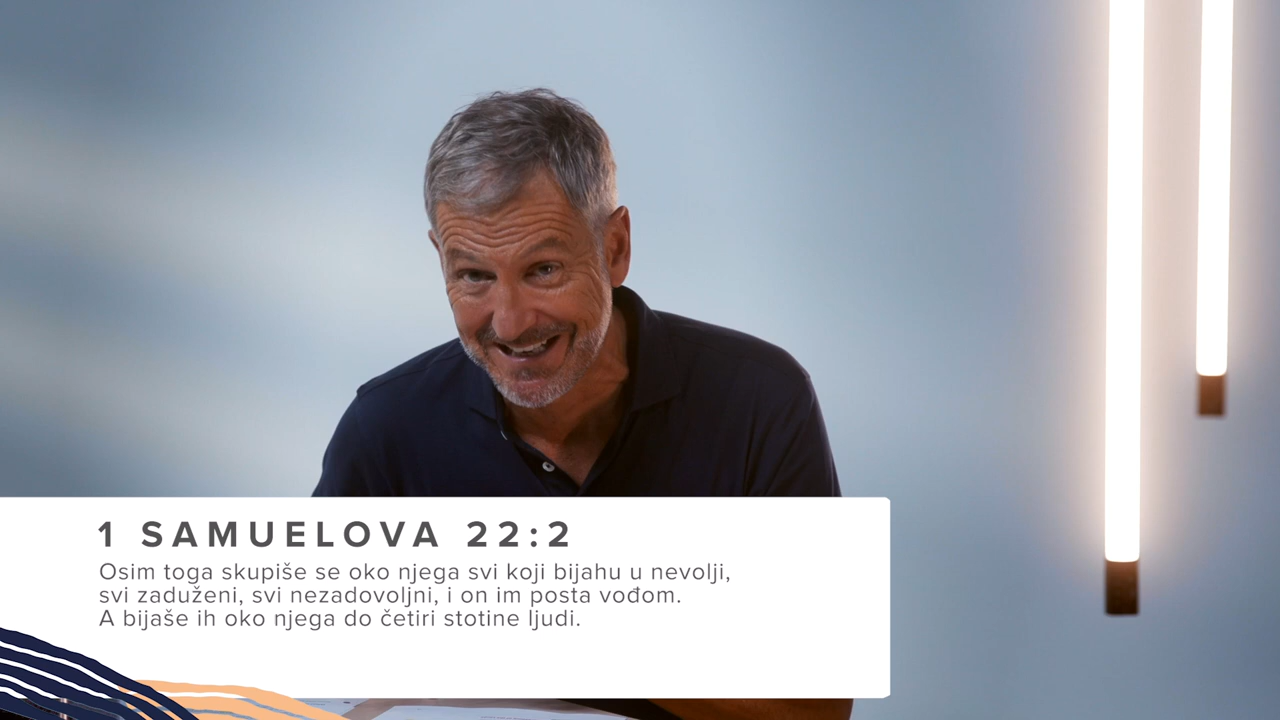 1 SAMUELOVA 22:2
Osim toga skupiše se oko njega svi koji bijahu u nevolji,
svi zaduženi, svi nezadovoljni, i on im posta vođom.
A bijaše ih oko njega do četiri stotine ljudi.